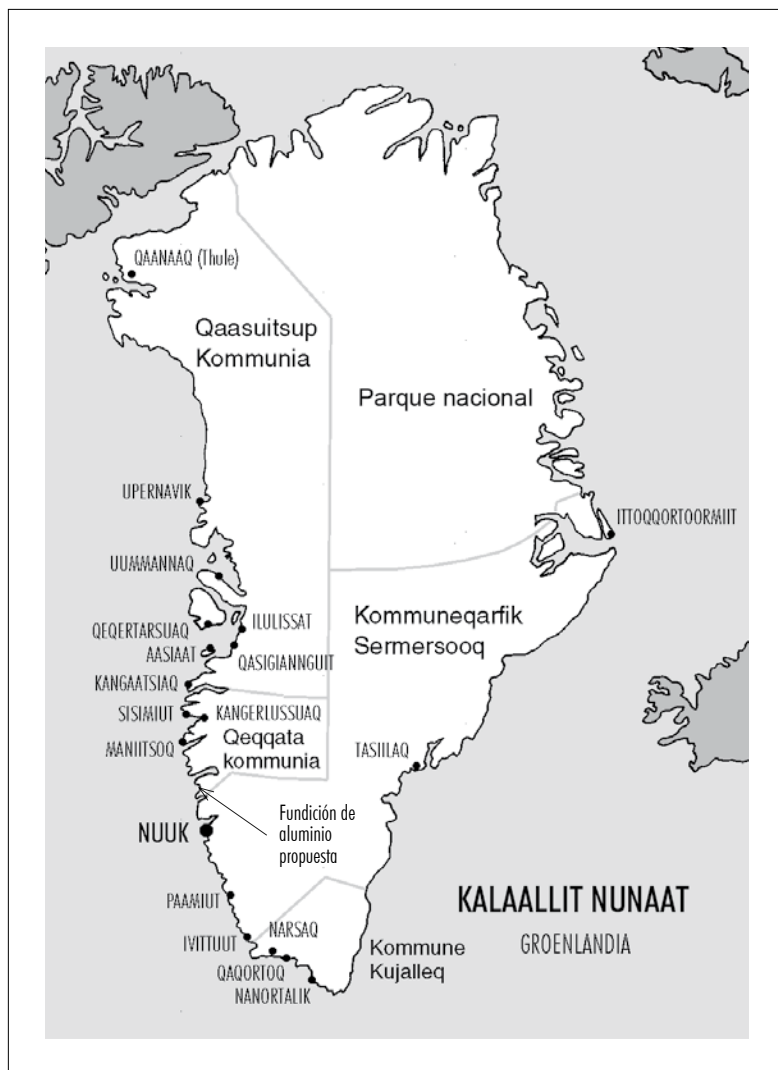 QAANAAQ (Thule)
Qaasuitsup
Kommunia
Parque nacional
UPERNAVIK
ITTOQQORTOORMIIT
UUMMANNAQ
Kommuneqarfik
Sermersooq
ILULISSAT
QEQERTARSUAQ
AASIAAT
QASIGIANNGUIT
KANGAATSIAQ
SISIMIUT
KANGERLUSSUAQ
Qeqqata
kommunia
MANIITSOQ
TASIILAQ
Fundición de
aluminio
propuesta
NUUK
PAAMIUT
KALAALLIT NUNAAT
GROENLANDIA
IVITTUUT
NARSAQ
Kommune
Kujalleq
QAQORTOQ
NANORTALIK